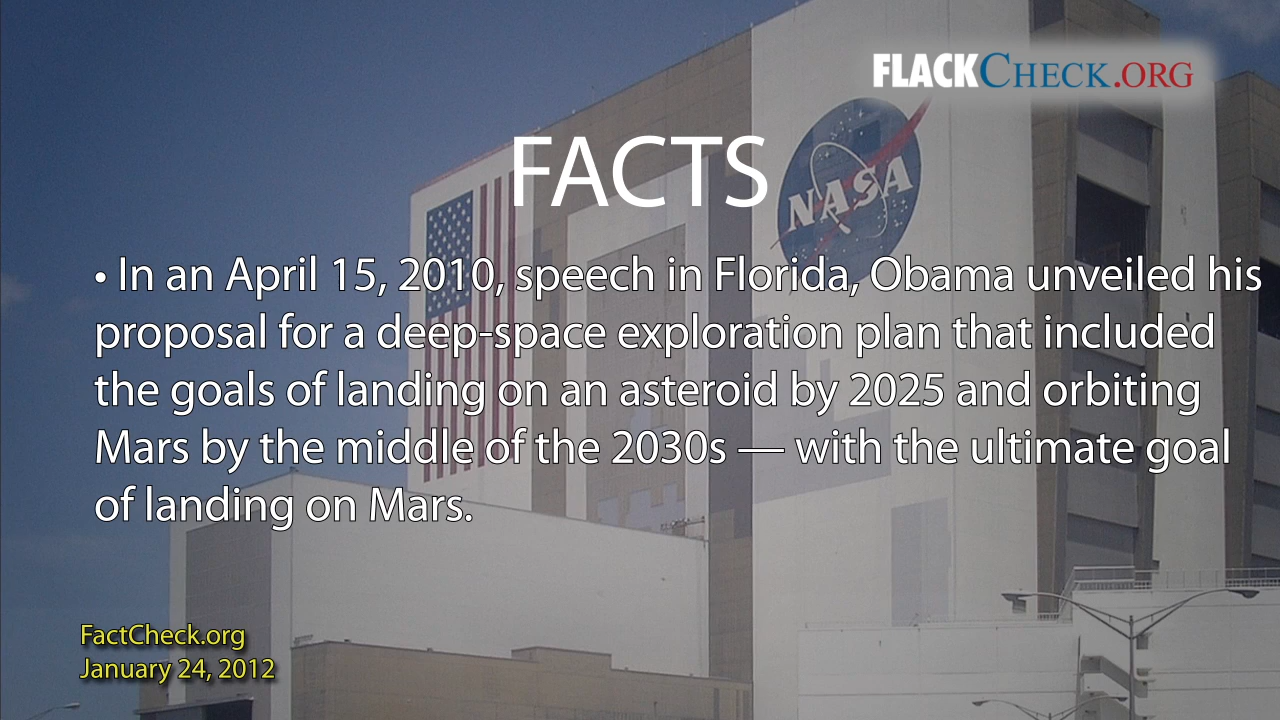 FLACKCHECK.ORG
FACTS
NASA
• In an April 15, 2010, speech in Florida, Obama unveiled his
proposal for a deep-space exploration plan that included
the goals of landing on an asteroid by 2025 and orbiting
Mars by the middle of the 2030s — with the ultimate goal
of landing on Mars.
FactCheck.org
January 24, 2012